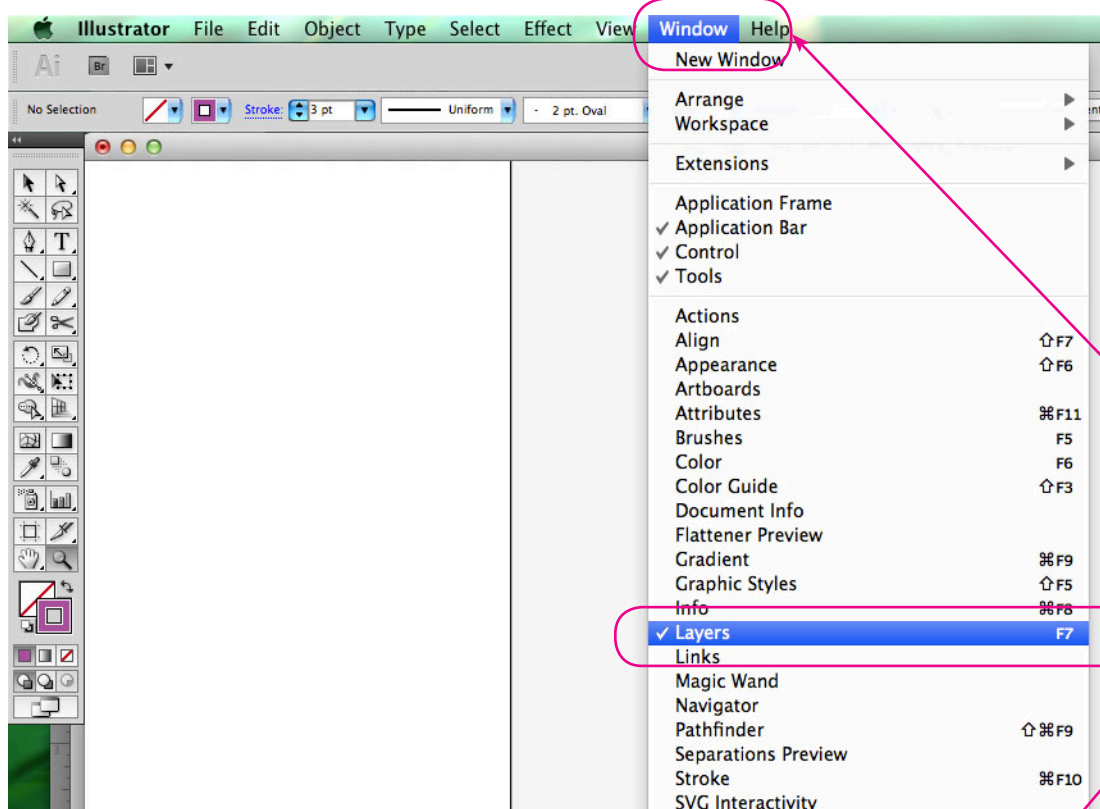 Illustrator File Edit Object Type Select Effect View Window Help
Ai Br
No Selection Stroke: 3 pt Uniform - 2 pt. Oval
New Window
Arrange
Workspace
Extensions
Application Frame
✓ Application Bar
✓ Control
✓ Tools
Actions
Align ⇧F7
Appearance ⇧F6
Artboards
Attributes ⌘F11
Brushes F5
Color F6
Color Guide ⇧F3
Document Info
Flattener Preview
Gradient ⌘F9
Graphic Styles ⇧F5
Info ⌘F8
✓ Layers F7
Links
Magic Wand
Navigator
Pathfinder ⇧⌘F9
Separations Preview
Stroke ⌘F10
SVG Interactivity
T
3